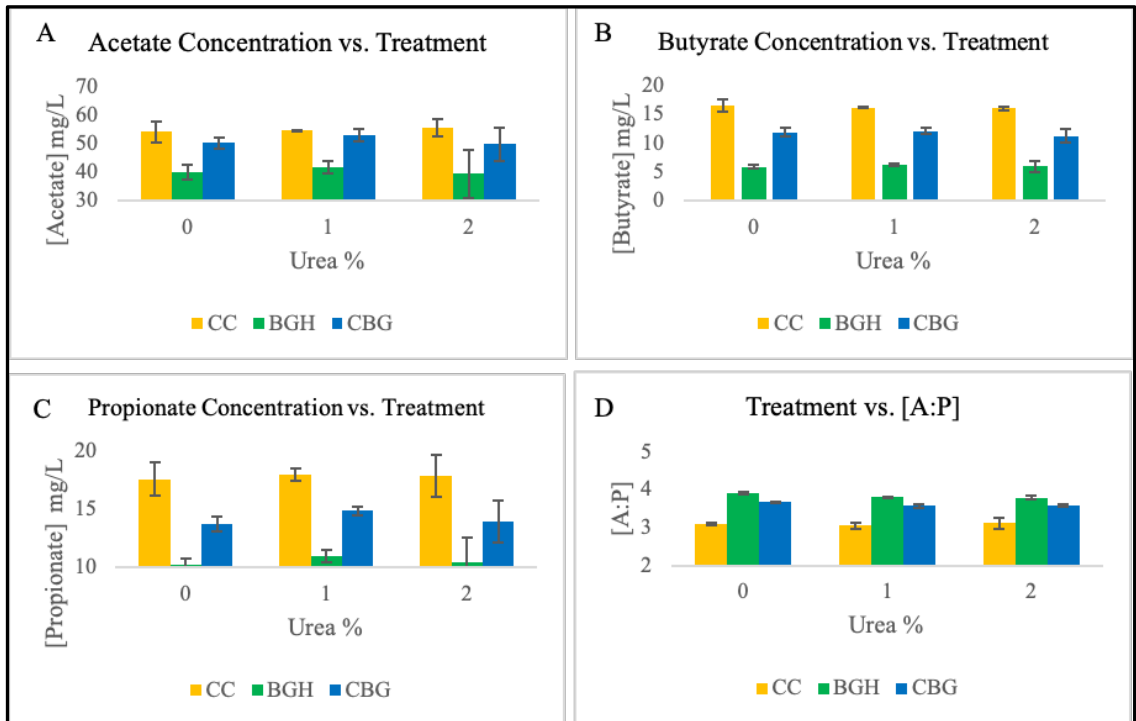 A
Acetate Concentration vs. Treatment
[Acetate] mg/L
70
60
50
40
30
0 1 2
Urea %
CC BGH CBG
B
Butyrate Concentration vs. Treatment
[Butyrate] mg/L
20
15
10
5
0
0 1 2
Urea %
CC BGH CBG
C
Propionate Concentration vs. Treatment
[Propionate] mg/L
20
15
10
0 1 2
Urea %
CC BGH CBG
D
Treatment vs. [A:P]
[A:P]
5
4
3
2
0 1 2
Urea %
CC BGH CBG